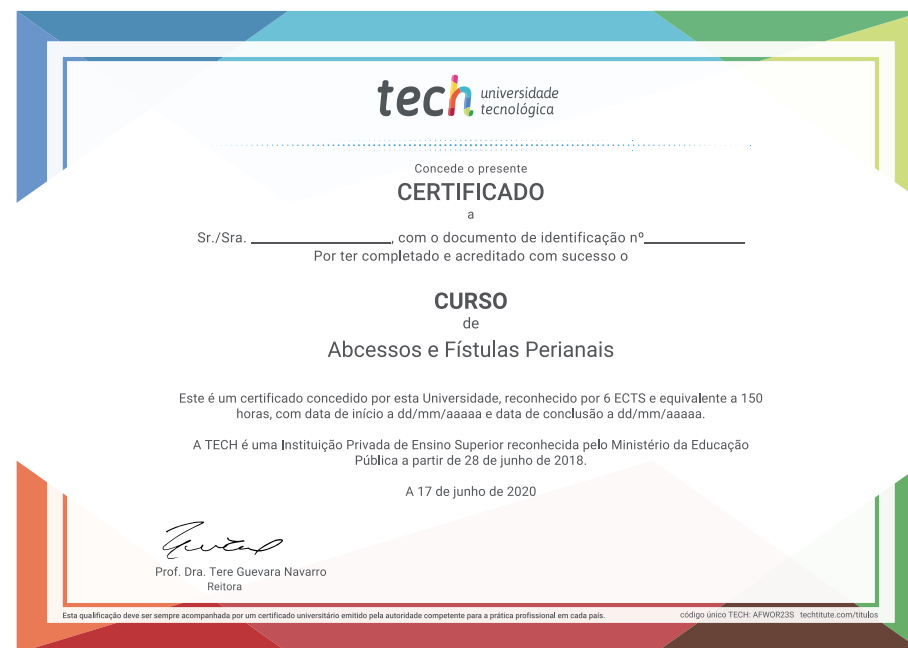 tech universidade
tecnológica
Concede o presente
CERTIFICADO
a
Sr./Sra. ____________________, com o documento de identificação nº______________
Por ter completado e acreditado com sucesso o
CURSO
de
Abcessos e Fístulas Perianais
Este é um certificado concedido por esta Universidade, reconhecido por 6 ECTS e equivalente a 150
horas, com data de início a dd/mm/aaaaa e data de conclusão a dd/mm/aaaaa.
A TECH é uma Instituição Privada de Ensino Superior reconhecida pelo Ministério da Educação
Pública a partir de 28 de junho de 2018.
A 17 de junho de 2020
Prof. Dra. Tere Guevara Navarro
Reitora
Esta qualificação deve ser sempre acompanhada por um certificado universitário emitido pela autoridade competente para a prática profissional em cada país. código único TECH: AFWOR23S techtitute.com/titulos